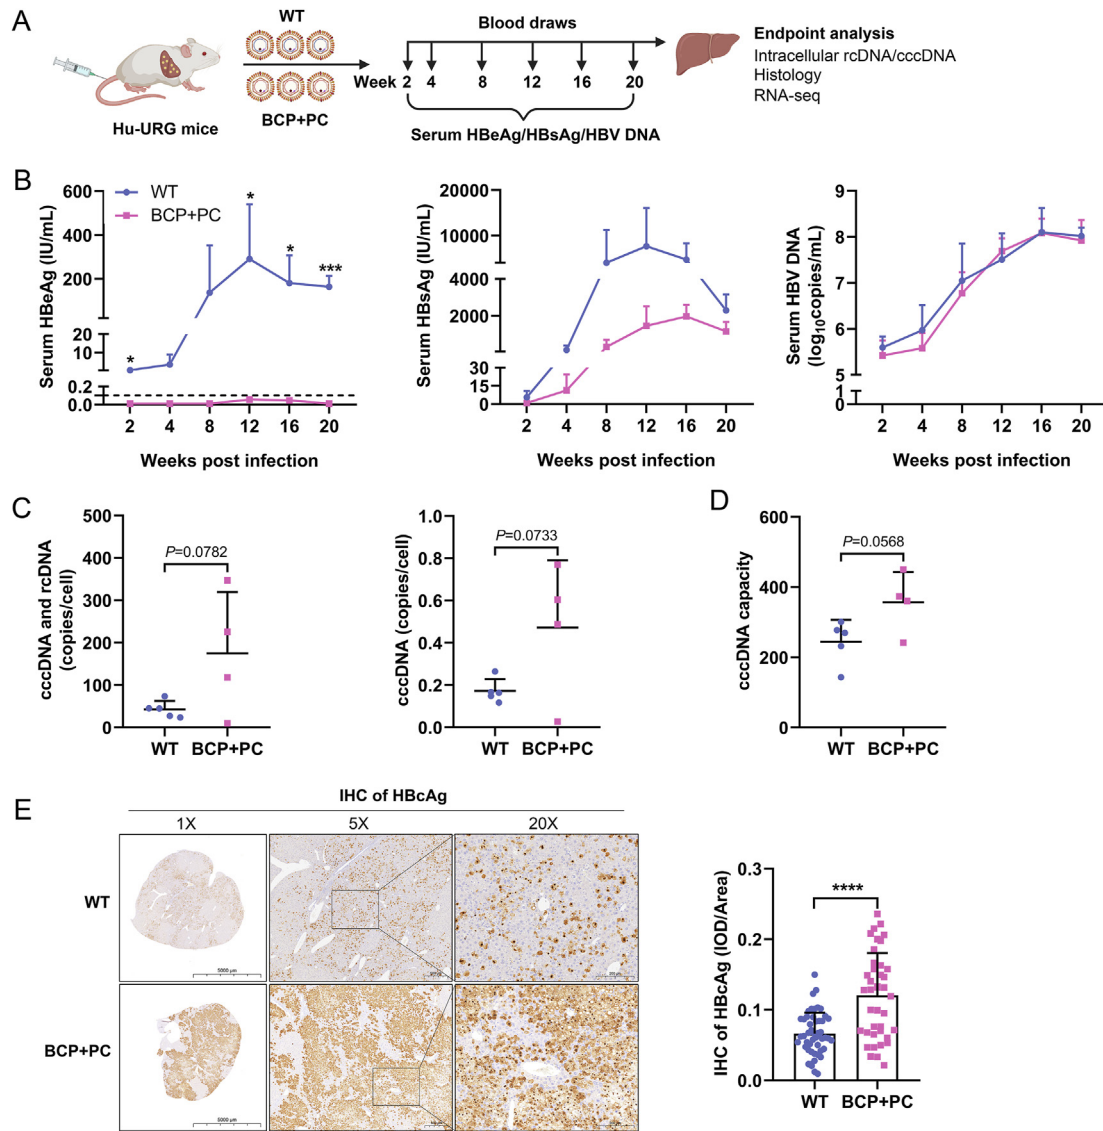 A
WT
BCP+PC
Hu-URG mice
Blood draws
Week 2 4 8 12 16 20
Serum HBeAg/HBsAg/HBV DNA
Endpoint analysis
Intracellular rcDNA/cccDNA
Histology
RNA-seq
B
WT
BCP+PC
Serum HBeAg (IU/mL)
600
400
200
20
10
0.2
0.0
*
*
*
***
2 4 8 12 16 20
Weeks post infection
Serum HBsAg (IU/mL)
20000
10000
4000
2000
30
15
0
2 4 8 12 16 20
Weeks post infection
Serum HBV DNA
(log10copies/mL)
9
8
7
6
5
1
0
2 4 8 12 16 20
Weeks post infection
C
cccDNA and rcDNA
(copies/cell)
500
400
300
200
100
0
P=0.0782
WT BCP+PC
cccDNA (copies/cell)
1.0
0.8
0.6
0.4
0.2
0.0
P=0.0733
WT BCP+PC
D
cccDNA capacity
600
400
200
0
P=0.0568
WT BCP+PC
E
IHC of HBcAg
1X 5X 20X
WT
5000 μm
BCP+PC
5000 μm
IHC of HBcAg (IOD/Area)
0.3
0.2
0.1
0.0
****
WT BCP+PC